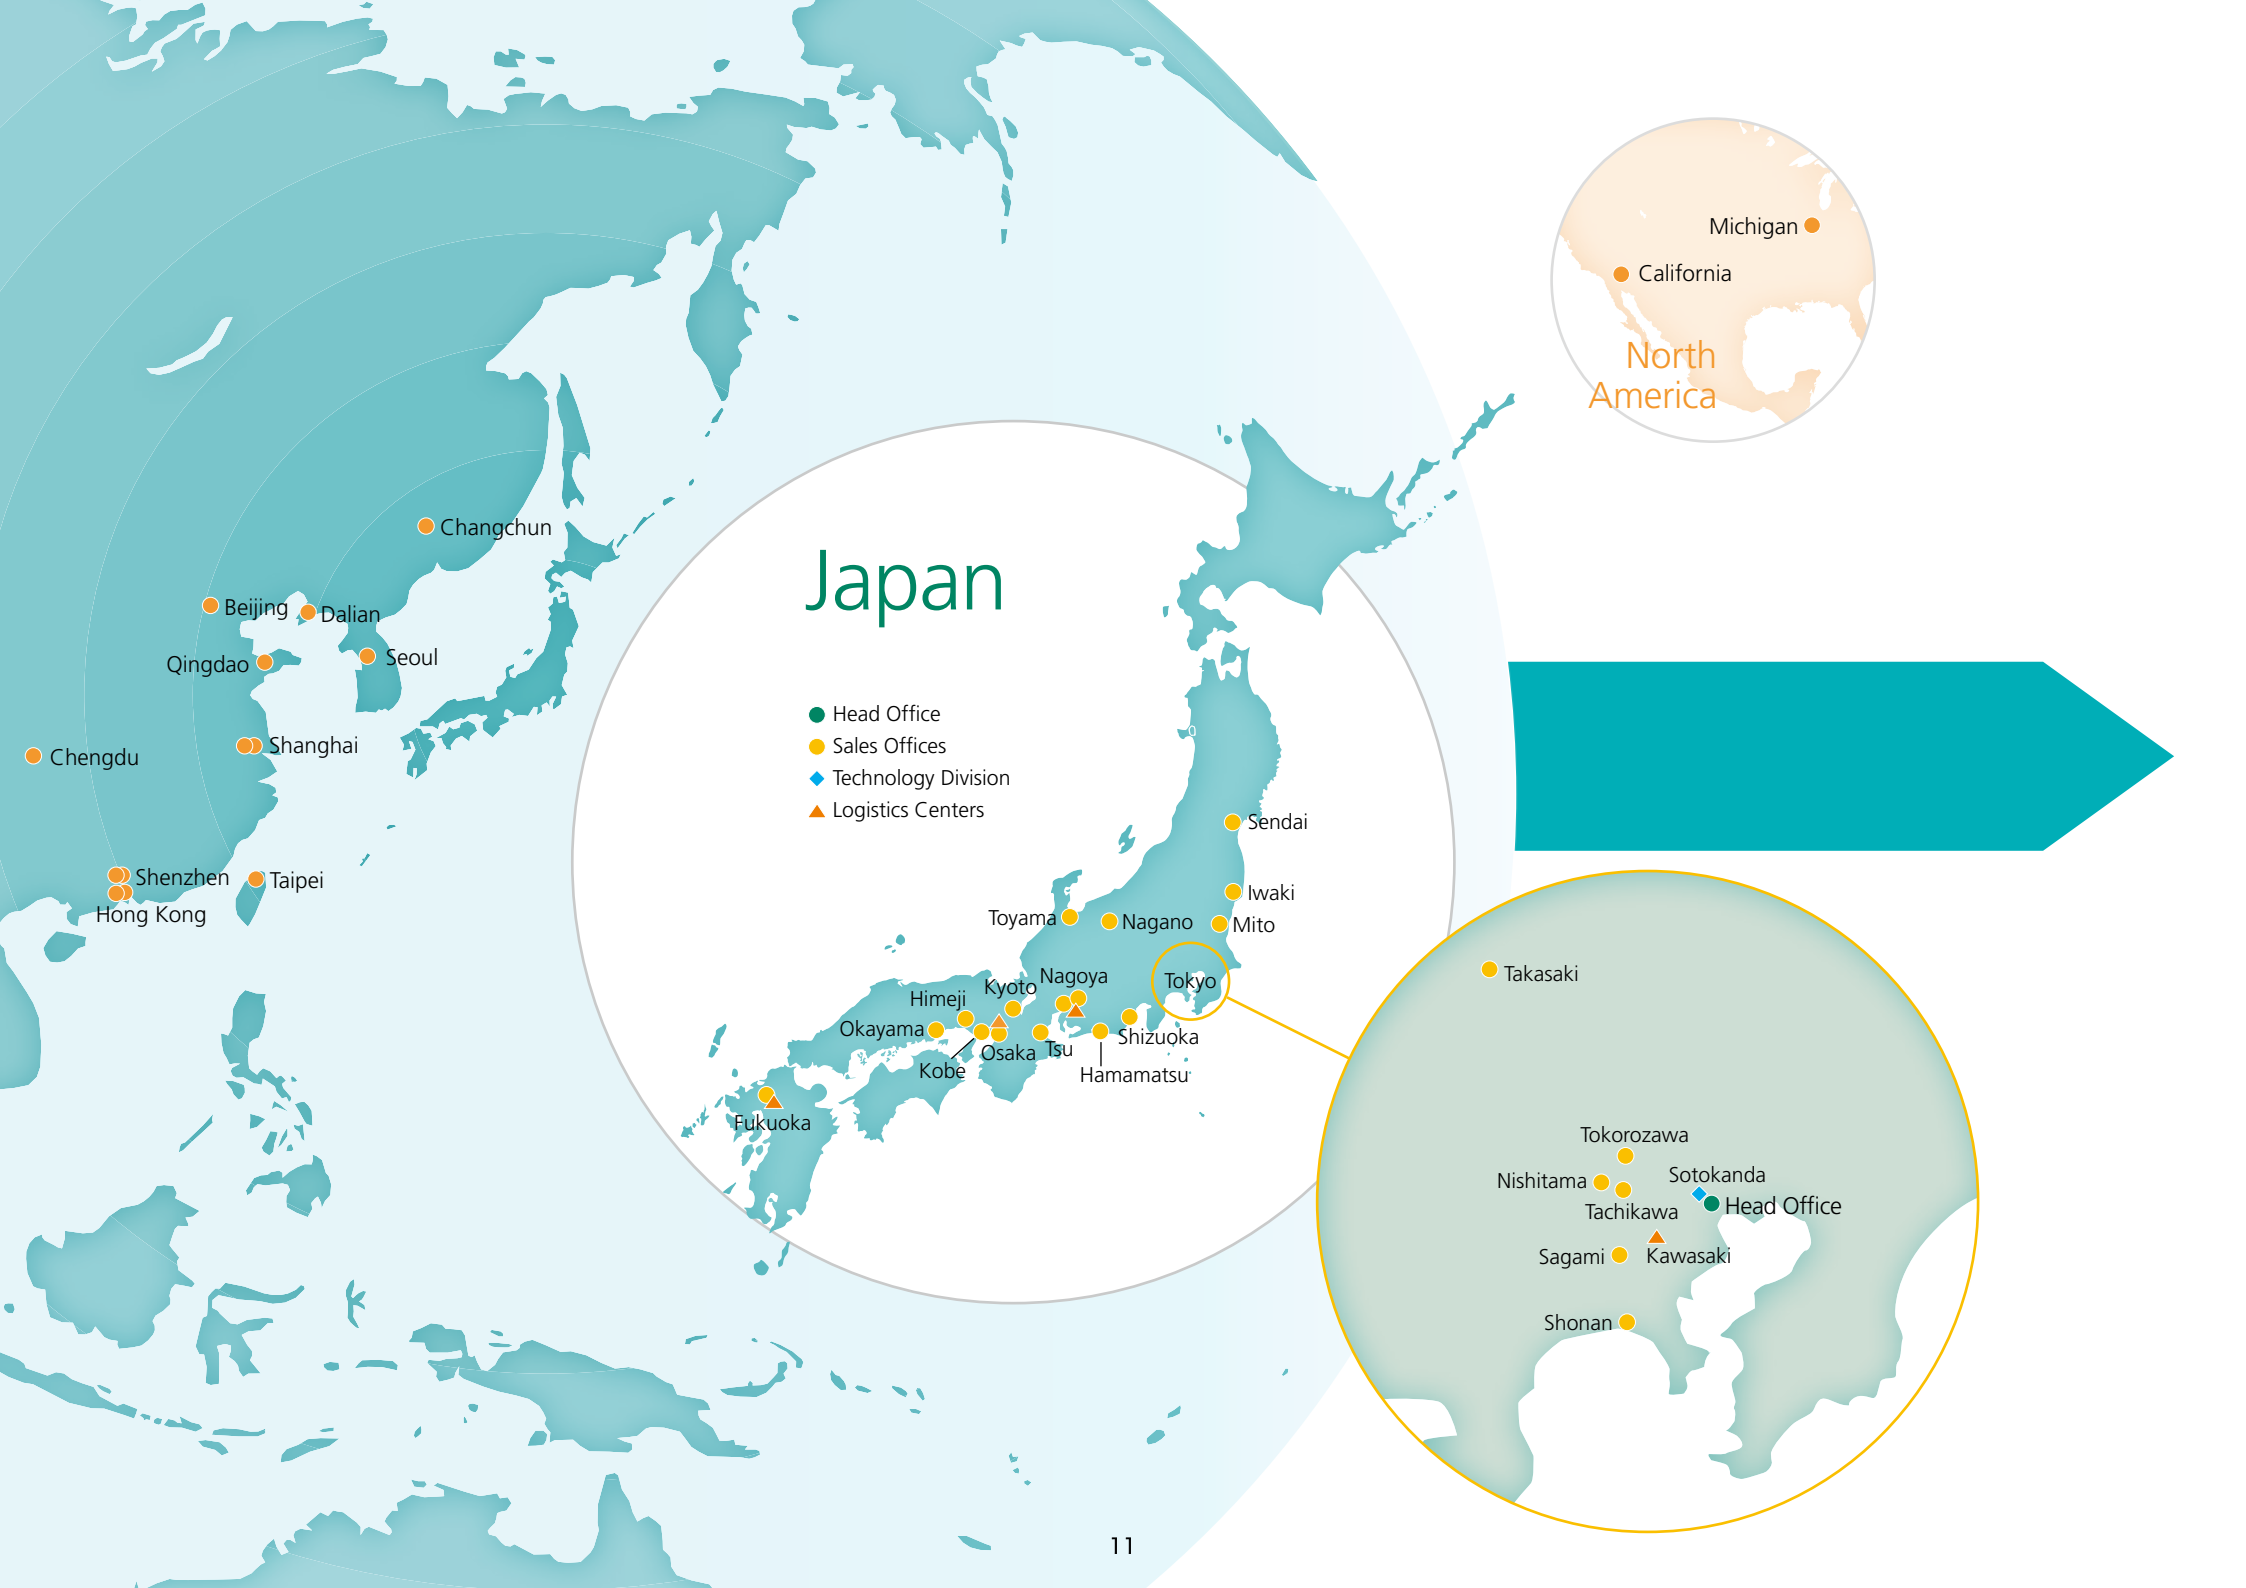 Michigan
California
North
America
Changchun
Beijing
Dalian
Qingdao
Seoul
Shanghai
Chengdu
Shenzhen
Hong Kong
Taipei
Japan
Head Office
Sales Offices
Technology Division
Logistics Centers
Sendai
Iwaki
Mito
Toyama
Nagano
Tokyo
Nagoya
Kyoto
Himeji
Okayama
Shizuoka
Osaka
Tsu
Kobe
Hamamatsu
Fukuoka
Takasaki
Tokorozawa
Nishitama
Sotokanda
Head Office
Tachikawa
Sagami
Kawasaki
Shonan
11